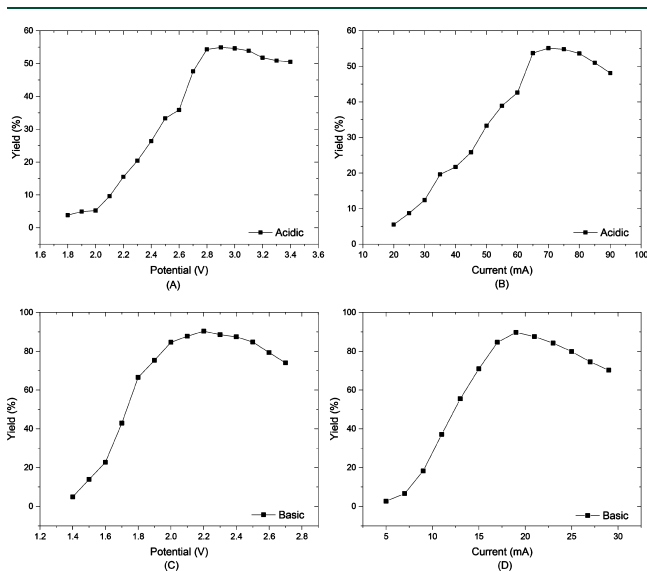 60
50
40
30
20
10
0
Yield (%)
Acidic
1.6 1.8 2.0 2.2 2.4 2.6 2.8 3.0 3.2 3.4 3.6
Potential (V)
(A)
60
50
40
30
20
10
0
Yield (%)
Acidic
10 20 30 40 50 60 70 80 90 100
Current (mA)
(B)
100
80
60
40
20
0
Yield (%)
Basic
1.2 1.4 1.6 1.8 2.0 2.2 2.4 2.6 2.8
Potential (V)
(C)
100
80
60
40
20
0
Yield (%)
Basic
5 10 15 20 25 30
Current (mA)
(D)